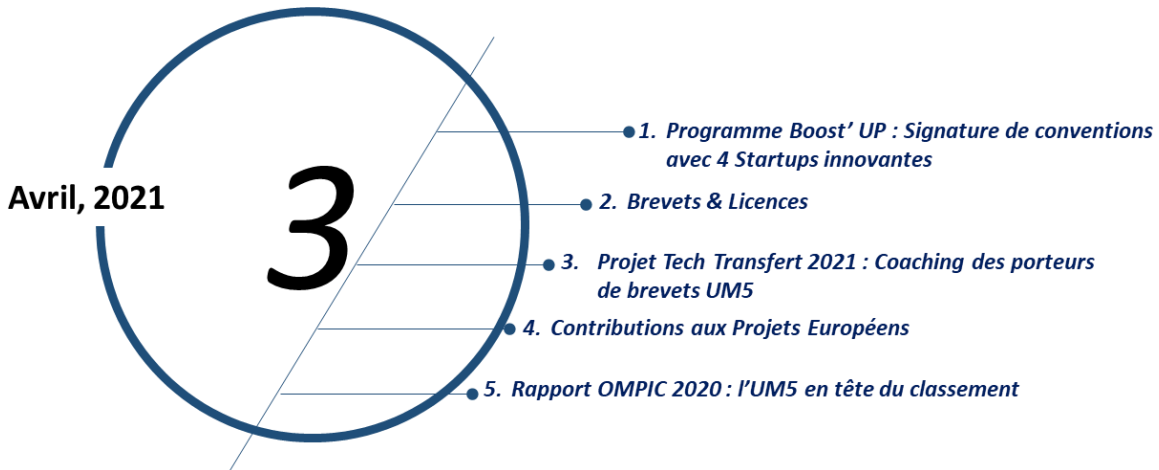 Avril, 2021
3
1. Programme Boost’ UP : Signature de conventions
avec 4 Startups innovantes
2. Brevets & Licences
3. Projet Tech Transfert 2021 : Coaching des porteurs
de brevets UM5
4. Contributions aux Projets Européens
5. Rapport OMPIC 2020 : l’UM5 en tête du classement